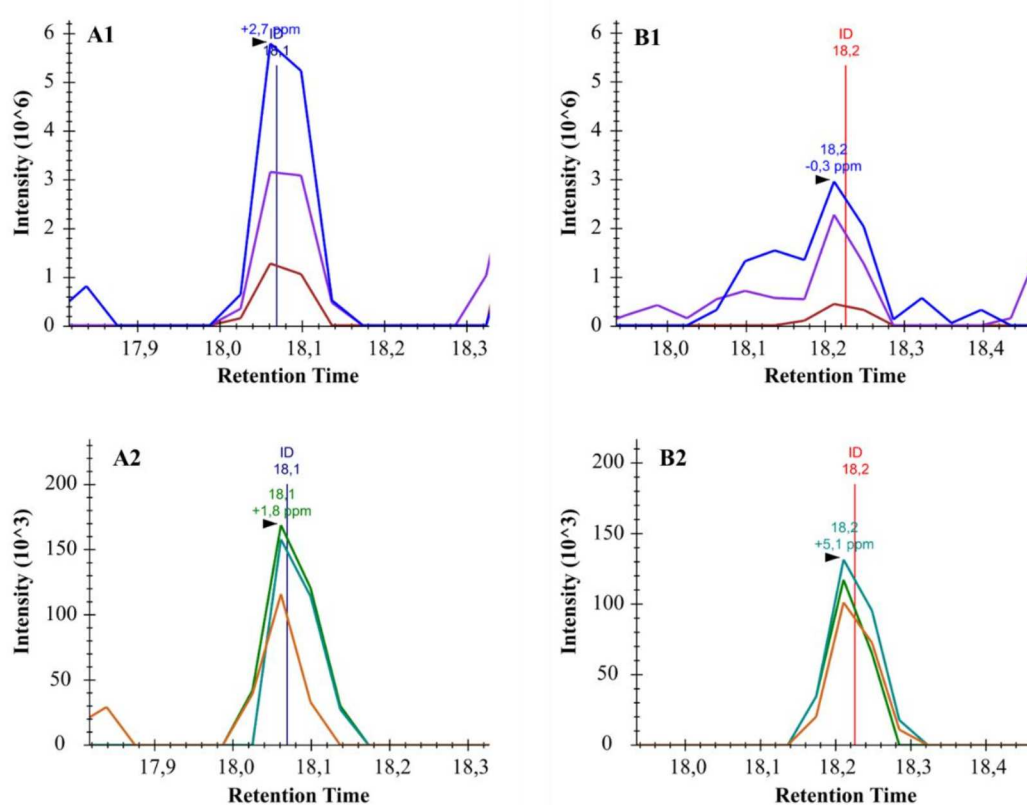 A1
+2,7 ppm
ID
18,1
6
5
4
3
2
1
0
Intensity (10^6)
17,9 18,0 18,1 18,2 18,3
Retention Time
B1
ID
18,2
18,2
-0,3 ppm
6
5
4
3
2
1
0
Intensity (10^6)
18,0 18,1 18,2 18,3 18,4
Retention Time
A2
ID
18,1
18,1
+1,8 ppm
200
150
100
50
0
Intensity (10^3)
17,9 18,0 18,1 18,2 18,3
Retention Time
B2
ID
18,2
18,2
+5,1 ppm
200
150
100
50
0
Intensity (10^3)
18,0 18,1 18,2 18,3 18,4
Retention Time